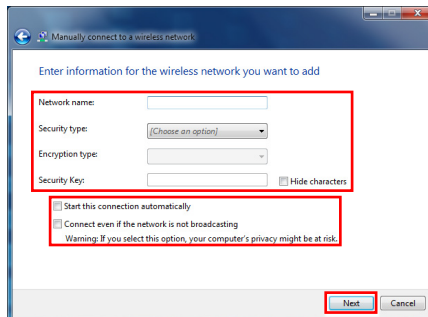 Manually connect to a wireless network
Enter information for the wireless network you want to add
Network name:
Security type: [Choose an option]
Encryption type:
Security Key: Hide characters
Start this connection automatically
Connect even if the network is not broadcasting
Warning: If you select this option, your computer's privacy might be at risk.
Next Cancel